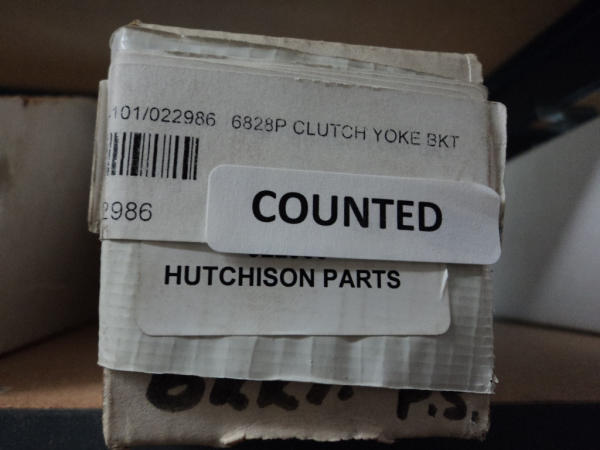 101/022986 6828P CLUTCH YOKE BKT
2986
COUNTED
HUTCHISON PARTS
P.S.